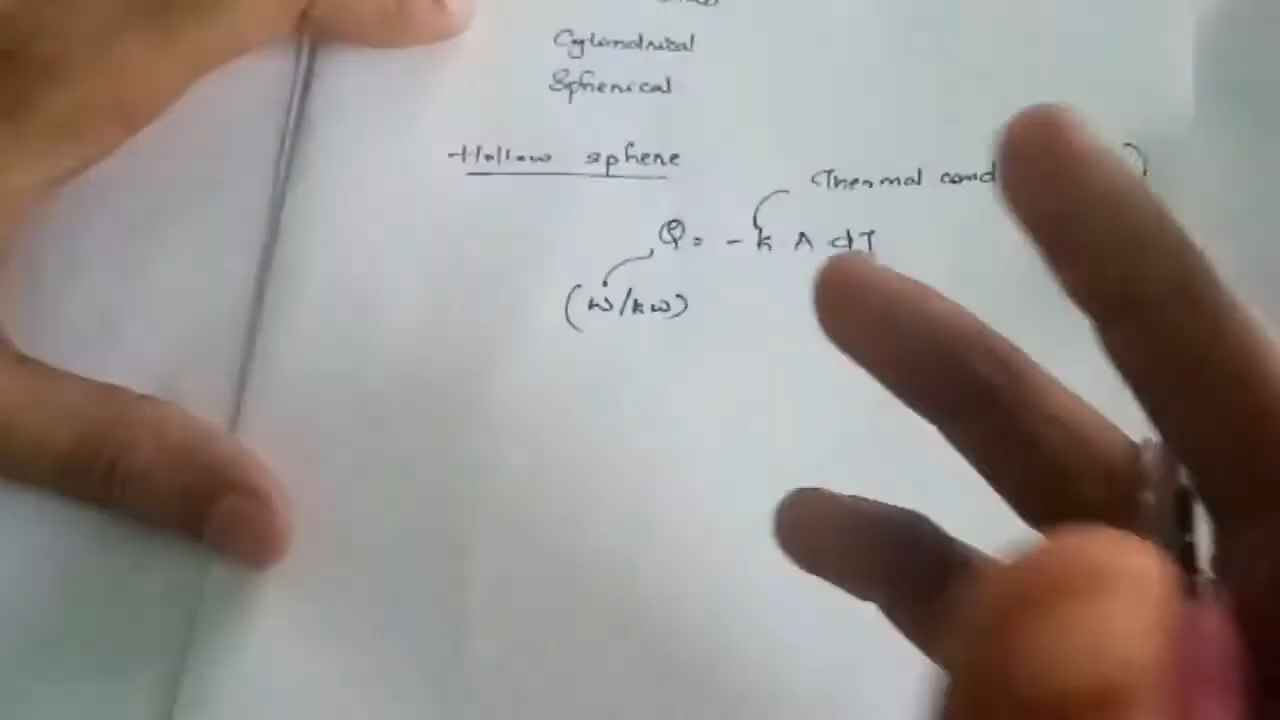 Cylindrical
Spherical
Hollow sphere
Thermal cond )
Q = - k A dT
(W/kW)